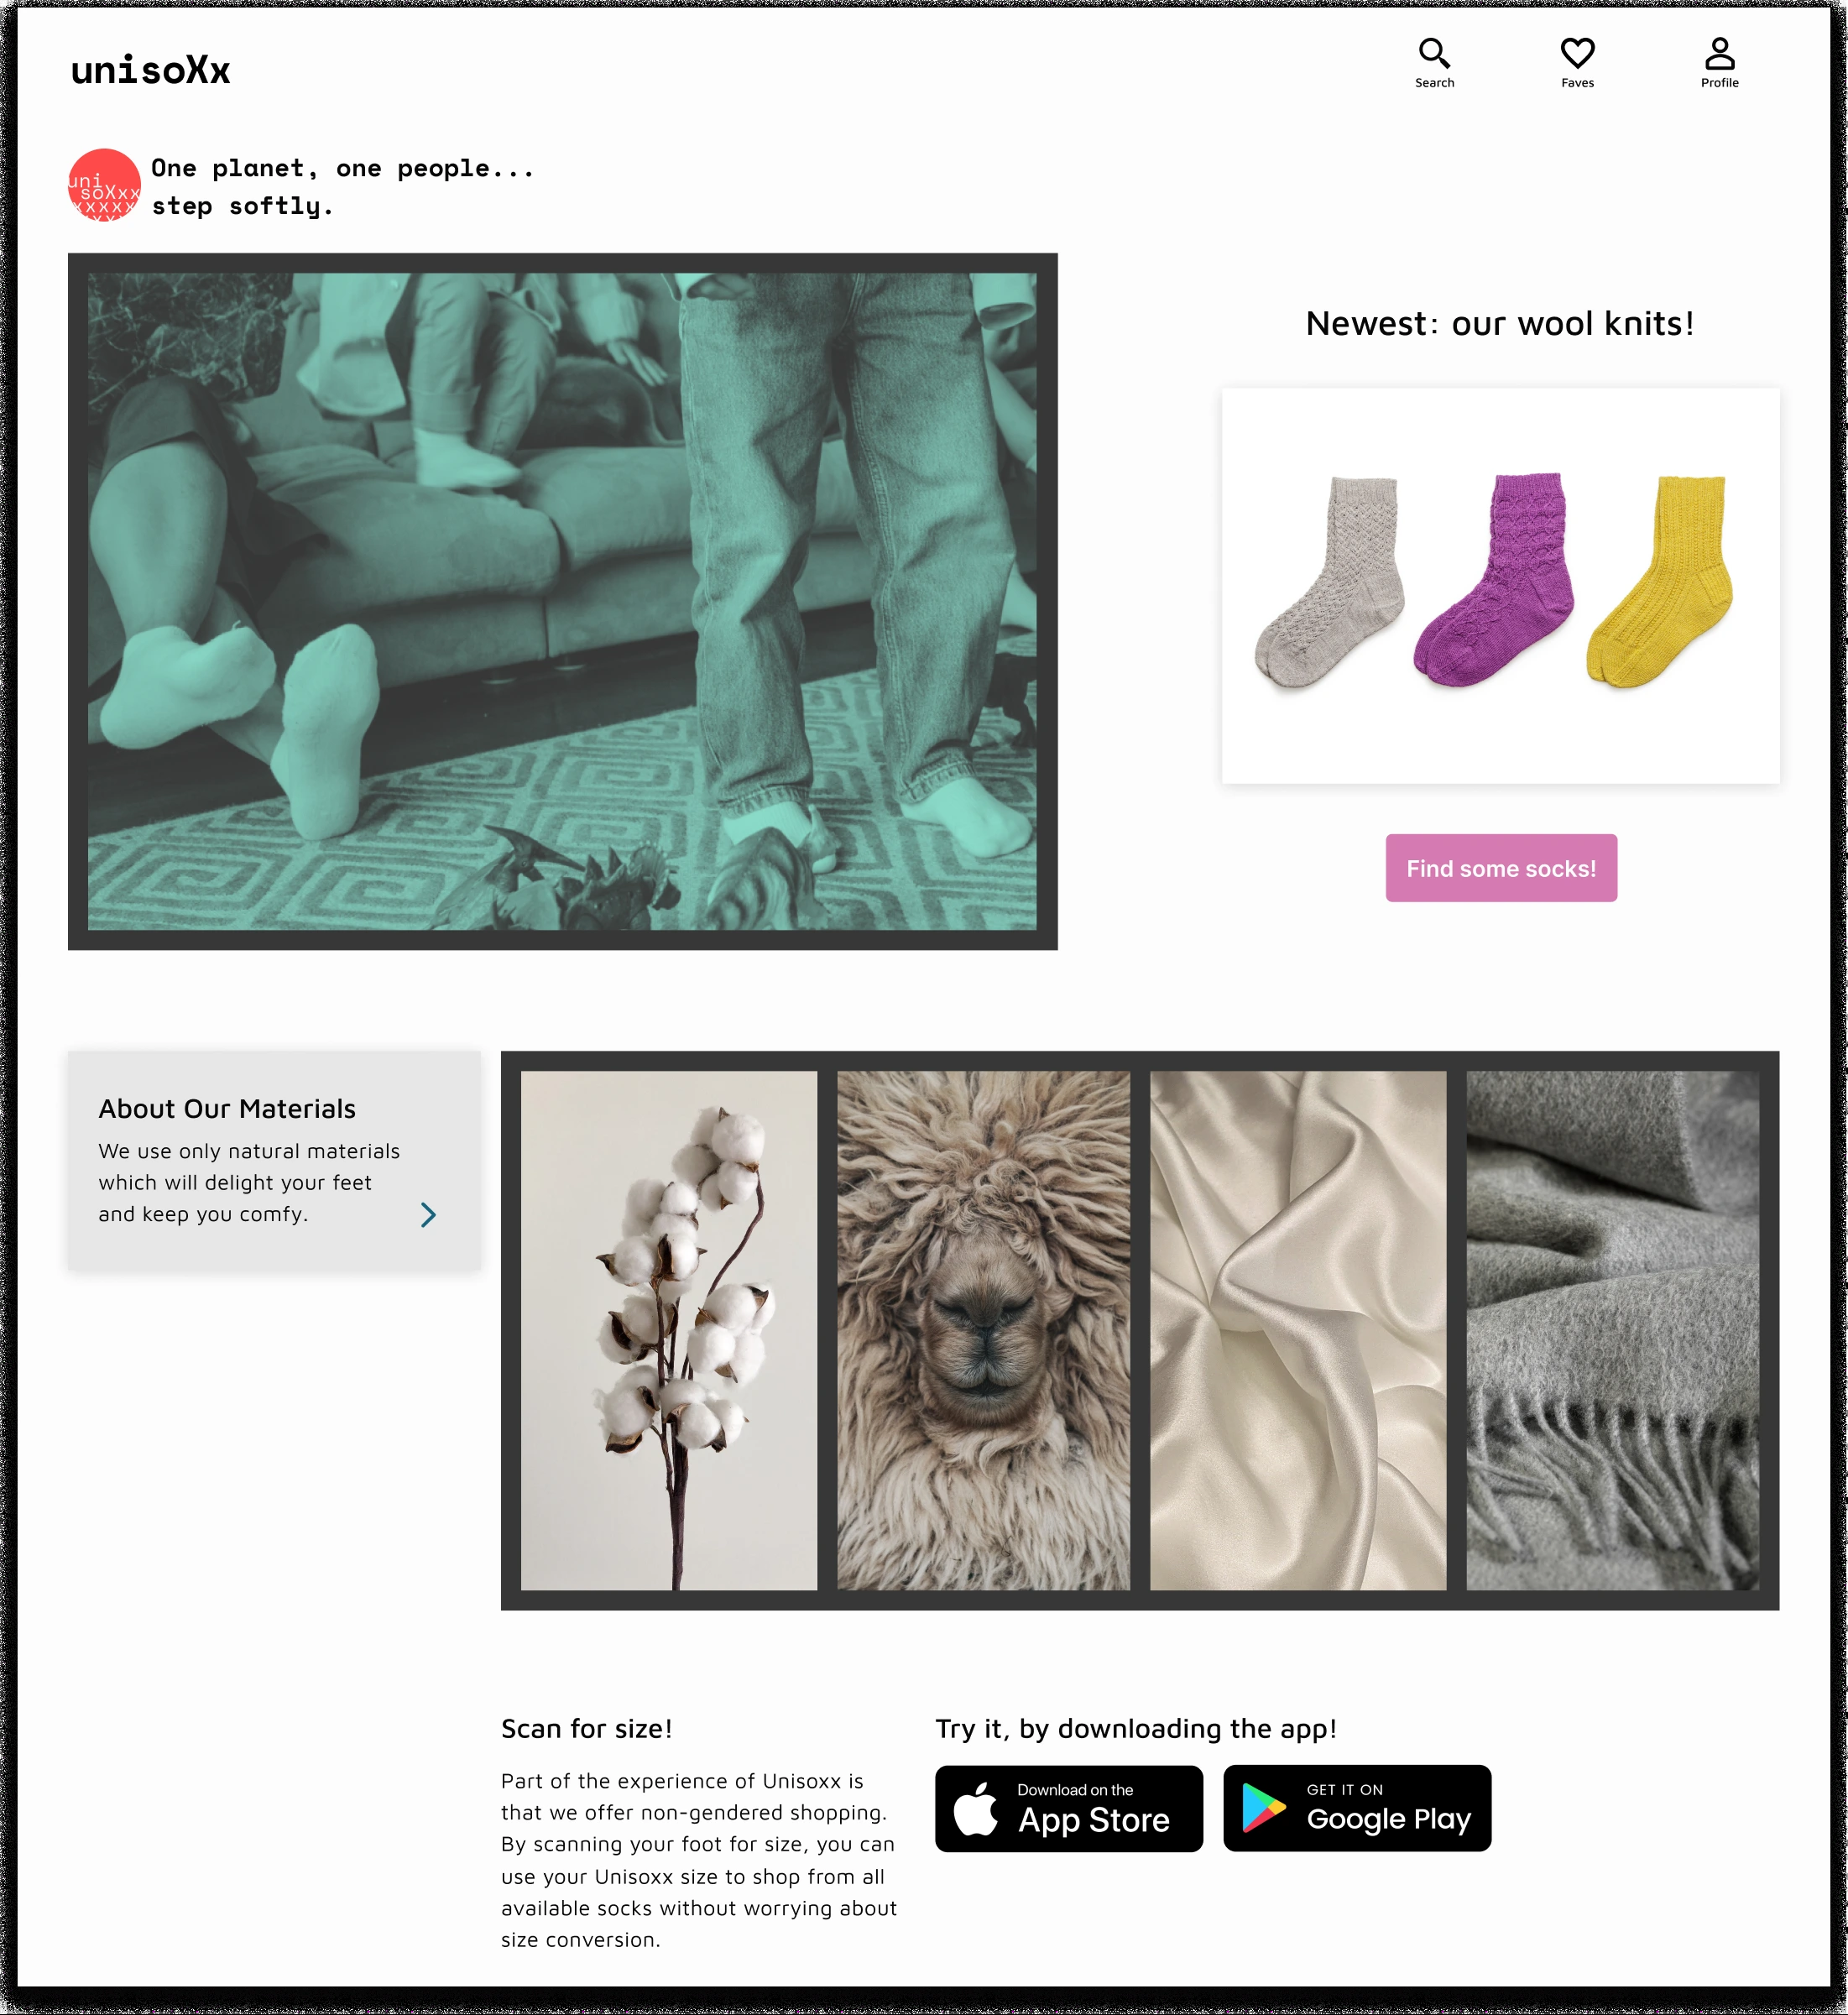 unisoXx
Search
Faves
Profile
uni
soXxx
xxxxx
One planet, one people...
step softly.
Newest: our wool knits!
Find some socks!
About Our Materials
We use only natural materials
which will delight your feet
and keep you comfy.
Scan for size!
Part of the experience of Unisoxx is
that we offer non-gendered shopping.
By scanning your foot for size, you can
use your Unisoxx size to shop from all
available socks without worrying about
size conversion.
Try it, by downloading the app!
Download on the
App Store
GET IT ON
Google Play